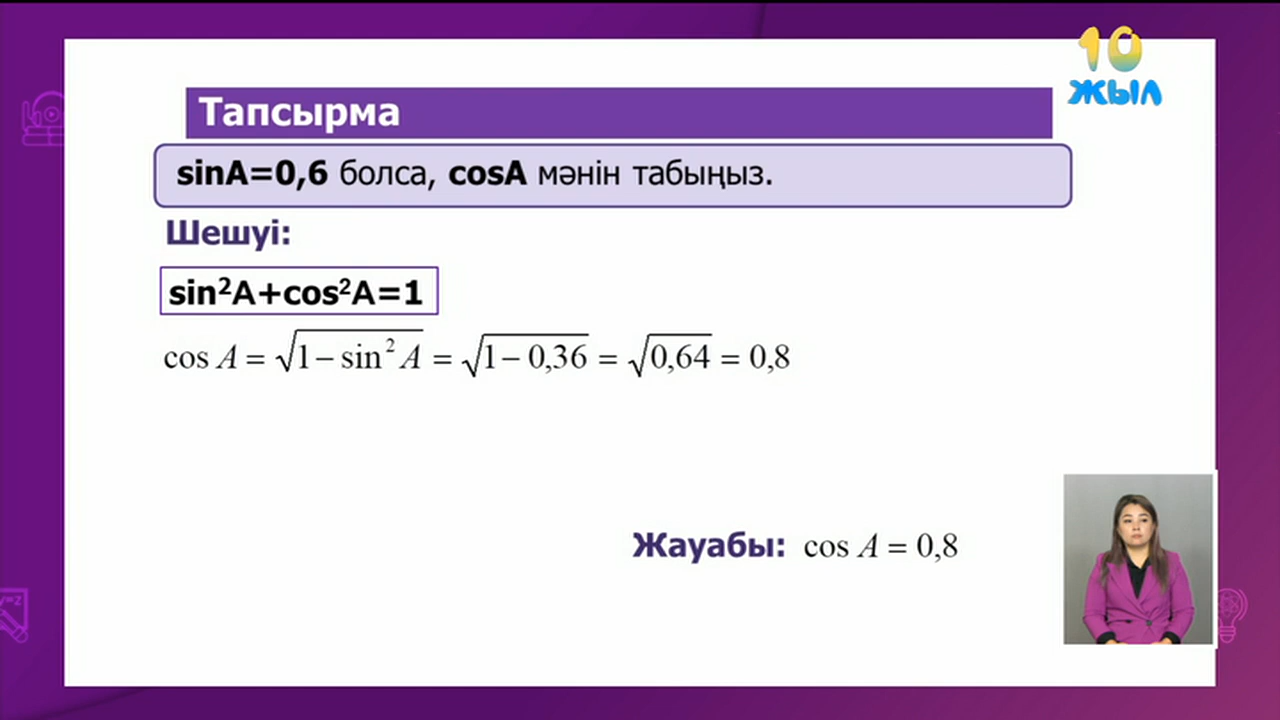 10
ЖЫЛ
Тапсырма
sinA=0,6 болса, cosA мәнін табыңыз.
Шешуі:
sin²A+cos²A=1
cos A = √1 − sin² A = √1 − 0,36 = √0,64 = 0,8
Жауабы: cos A = 0,8